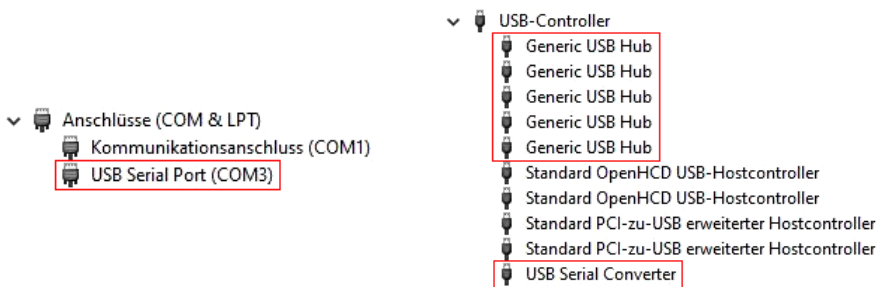 Anschlüsse (COM & LPT)
Kommunikationsanschluss (COM1)
USB Serial Port (COM3)
USB-Controller
Generic USB Hub
Generic USB Hub
Generic USB Hub
Generic USB Hub
Generic USB Hub
Standard OpenHCD USB-Hostcontroller
Standard OpenHCD USB-Hostcontroller
Standard PCI-zu-USB erweiterter Hostcontroller
Standard PCI-zu-USB erweiterter Hostcontroller
USB Serial Converter